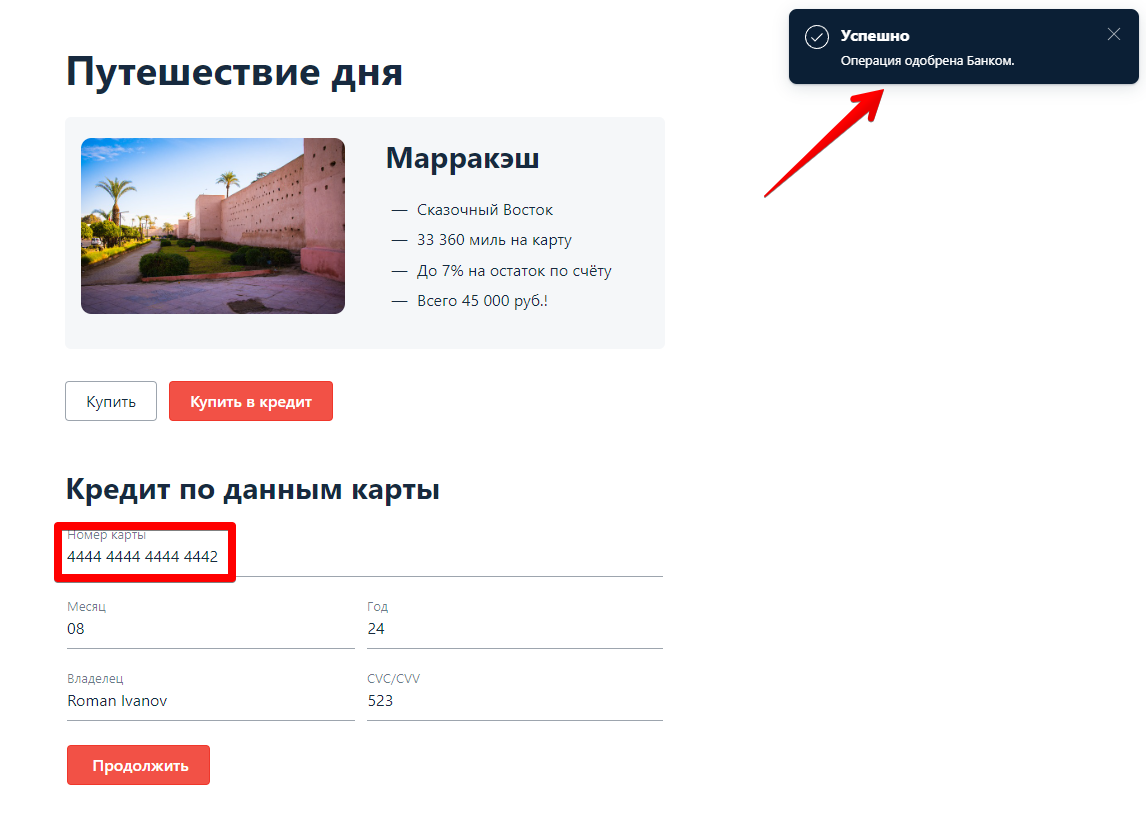 Успешно
Операция одобрена Банком.
Путешествие дня
Марракэш
— Сказочный Восток
— 33 360 миль на карту
— До 7% на остаток по счёту
— Всего 45 000 руб.!
Купить
Купить в кредит
Кредит по данным карты
Номер карты
4444 4444 4444 4442
Месяц
Год
08
24
Владелец
CVC/CVV
Roman Ivanov
523
Продолжить